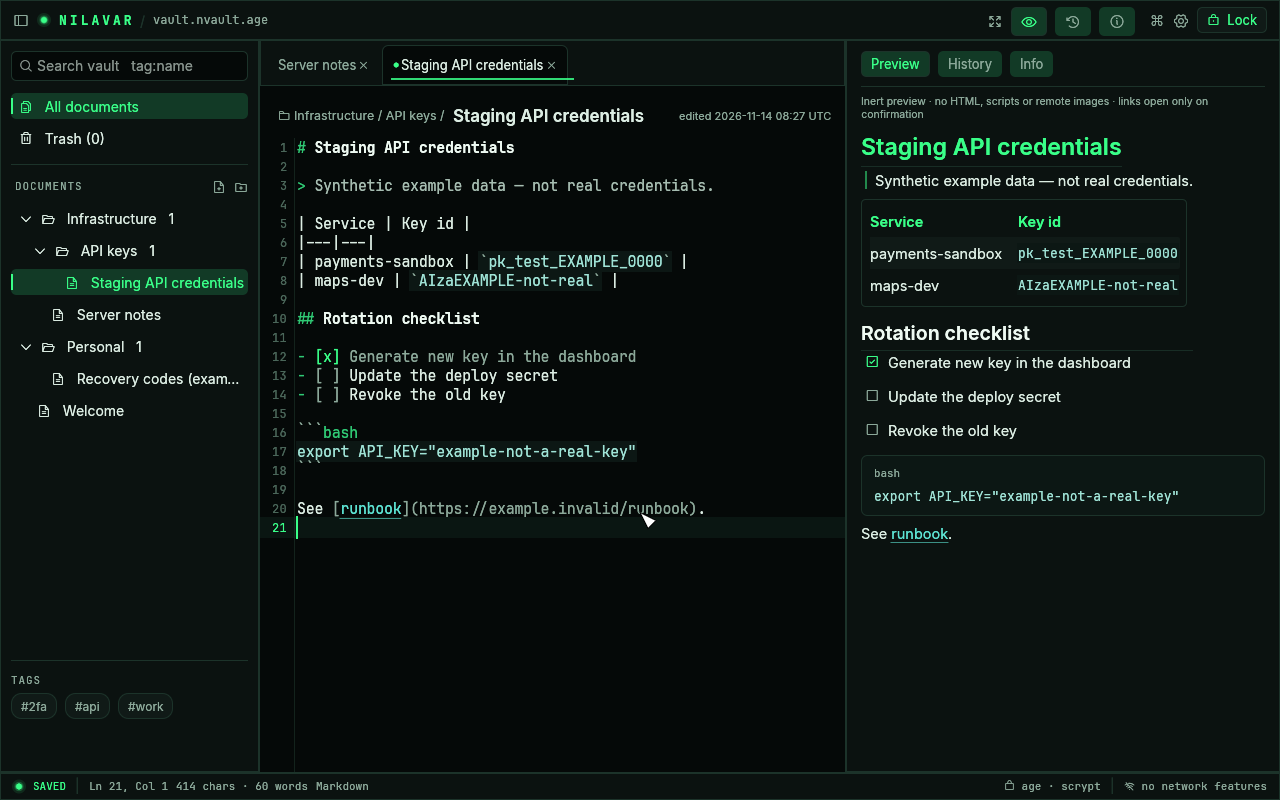 NILAVAR / vault.nvault.age
Lock
Search vault tag:name
All documents
Trash (0)
DOCUMENTS
Infrastructure 1
API keys 1
Staging API credentials
Server notes
Personal 1
Recovery codes (exam...
Welcome
TAGS
#2fa #api #work
Server notes × Staging API credentials ×
Infrastructure / API keys / Staging API credentials edited 2026-11-14 08:27 UTC
1 # Staging API credentials
2
3 > Synthetic example data — not real credentials.
4
5 | Service | Key id |
6 |---|---|
7 | payments-sandbox | `pk_test_EXAMPLE_0000` |
8 | maps-dev | `AIzaEXAMPLE-not-real` |
9
10 ## Rotation checklist
11
12 - [x] Generate new key in the dashboard
13 - [ ] Update the deploy secret
14 - [ ] Revoke the old key
15
16 ```bash
17 export API_KEY="example-not-a-real-key"
18 ```
19
20 See [runbook](https://example.invalid/runbook).
21
Preview History Info
Inert preview · no HTML, scripts or remote images · links open only on
confirmation
Staging API credentials
Synthetic example data — not real credentials.
Service Key id
payments-sandbox pk_test_EXAMPLE_0000
maps-dev AIzaEXAMPLE-not-real
Rotation checklist
Generate new key in the dashboard
Update the deploy secret
Revoke the old key
bash
export API_KEY="example-not-a-real-key"
See runbook.
SAVED Ln 21, Col 1 414 chars · 60 words Markdown age · scrypt no network features